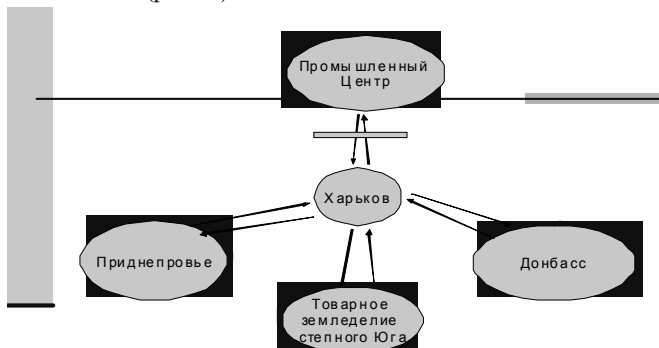 Промышленный
Центр
Харьков
Приднепровье
Донбасс
Товарное
земледелие
степного Юга